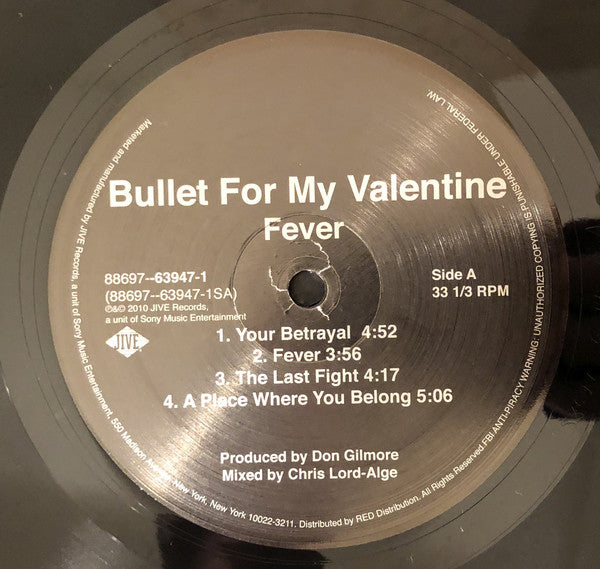 Bullet For My Valentine
Fever
88697--63947-1
(88697--63947-1SA)
℗&© 2010 JIVE Records,
a unit of Sony Music Entertainment
Side A
33 1/3 RPM
JIVE
1. Your Betrayal 4:52
2. Fever 3:56
3. The Last Fight 4:17
4. A Place Where You Belong 5:06
Produced by Don Gilmore
Mixed by Chris Lord-Alge
Marketed and manufactured by JIVE Records, a unit of Sony Music Entertainment, 550 Madison Avenue, New York, New York 10022-3211. Distributed by RED Distribution. All Rights Reserved.FBI ANTI-PIRACY WARNING: UNAUTHORIZED COPYING IS PUNISHABLE UNDER FEDERAL LAW.